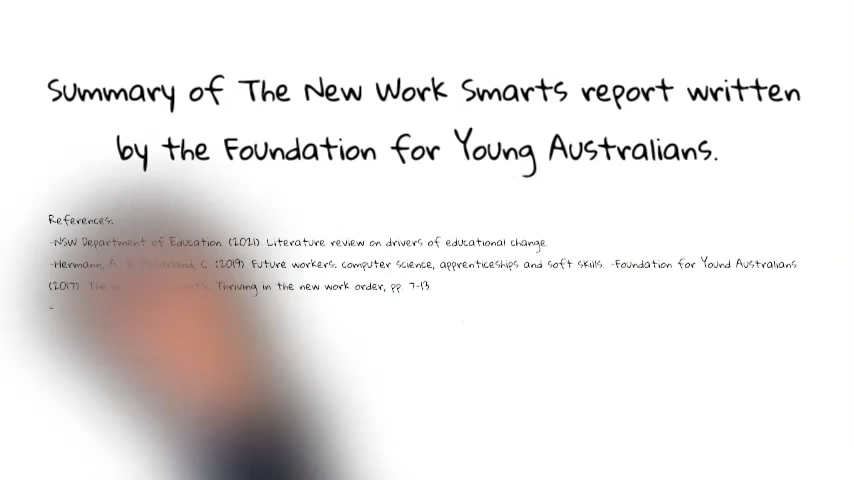 Summary of The New Work Smarts report written
by the Foundation for Young Australians.
References:
-NSW Department of Education. (2021). Literature review on drivers of educational change.
-Hermann, A., C. (2019). Future workers: computer science, apprenticeships and soft skills. -Foundation for Yound Australians.
(2017). The Thriving in the new work order, pp. 7-13.
-